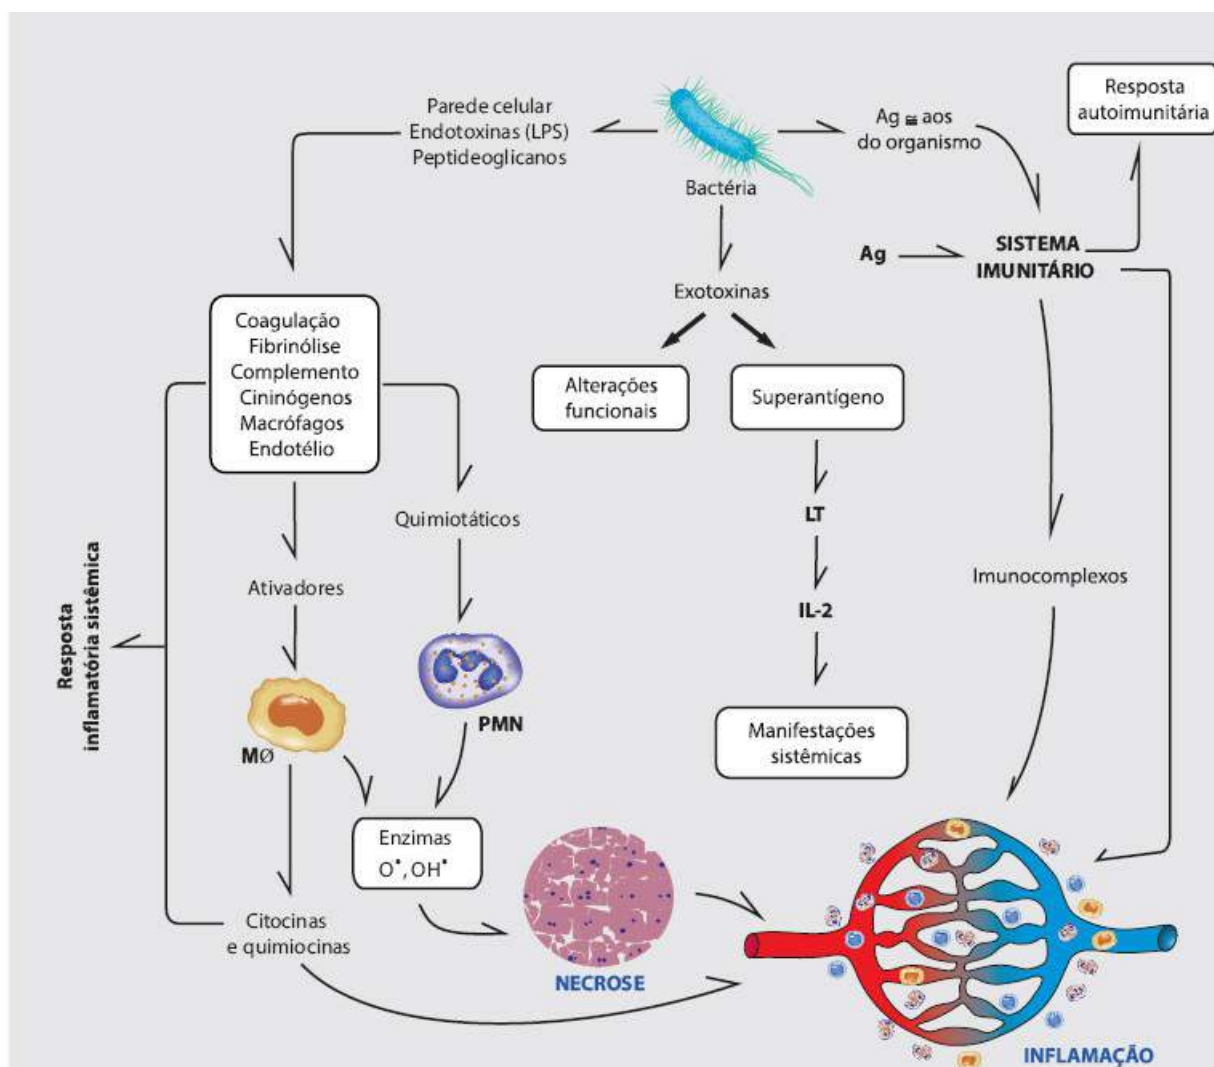 Parede celular
Endotoxinas (LPS)
Peptideoglicanos
Bactéria
Ag ≅ aos
do organismo
Resposta
autoimunitária
Ag
SISTEMA
IMUNITÁRIO
Exotoxinas
Coagulação
Fibrinólise
Complemento
Cininógenos
Macrófagos
Endotélio
Alterações
funcionais
Superantígeno
Quimiotáticos
LT
Ativadores
Imunocomplexos
IL-2
Resposta
inflamatória sistêmica
PMN
MØ
Manifestações
sistêmicas
Enzimas
O•, OH•
Citocinas
e quimiocinas
NECROSE
INFLAMAÇÃO